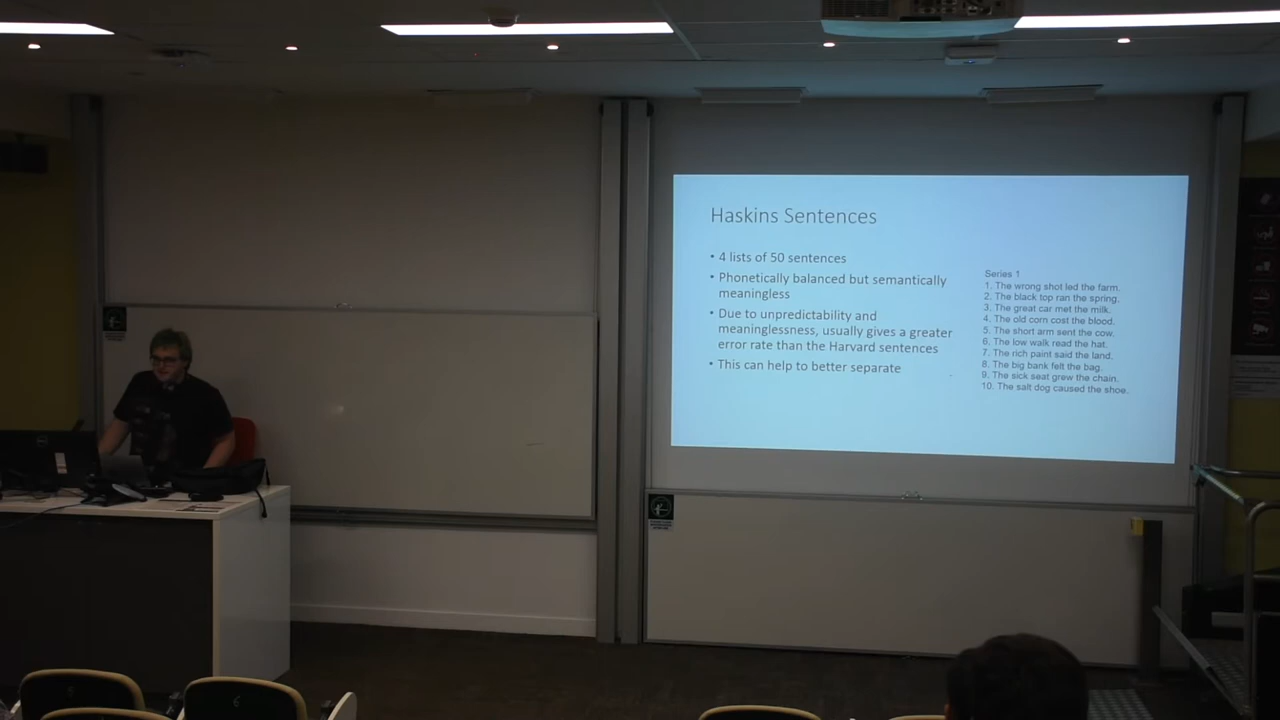 Haskins Sentences
• 4 lists of 50 sentences
• Phonetically balanced but semantically
meaningless
• Due to unpredictability and
meaninglessness, usually gives a greater
error rate than the Harvard sentences
• This can help to better separate
Series 1
1. The wrong shot led the farm.
2. The black top ran the spring.
3. The great car met the milk.
4. The old corn cost the blood.
5. The short arm sent the cow.
6. The low walk read the hat.
7. The rich paint said the land.
8. The big bank felt the bag.
9. The sick seat grew the chain.
10. The salt dog caused the shoe.
6